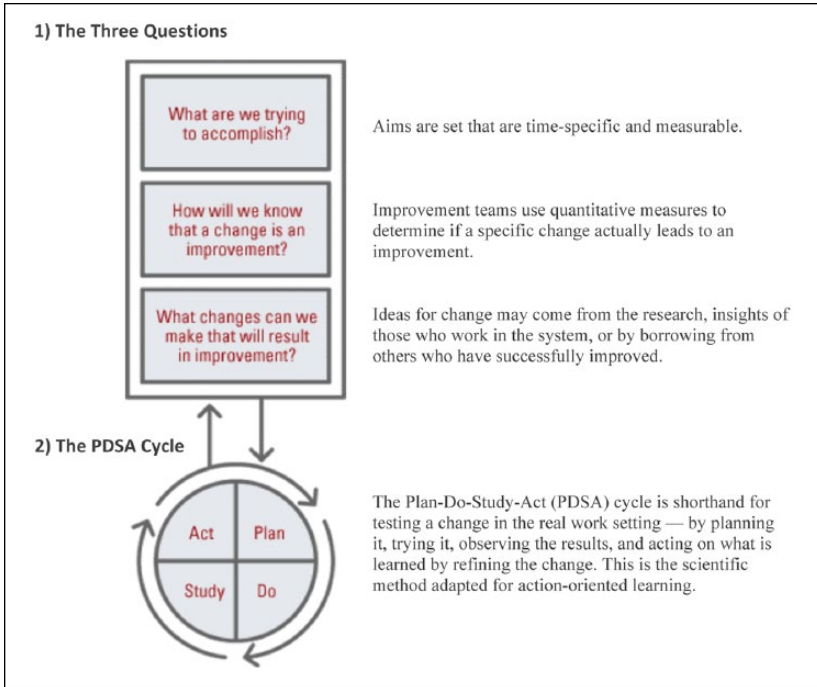 1) The Three Questions
What are we trying
to accomplish?
Aims are set that are time-specific and measurable.
How will we know
that a change is an
improvement?
Improvement teams use quantitative measures to
determine if a specific change actually leads to an
improvement.
What changes can we
make that will result
in improvement?
Ideas for change may come from the research, insights of
those who work in the system, or by borrowing from
others who have successfully improved.
2) The PDSA Cycle
Act
Plan
Study
Do
The Plan-Do-Study-Act (PDSA) cycle is shorthand for
testing a change in the real work setting — by planning
it, trying it, observing the results, and acting on what is
learned by refining the change. This is the scientific
method adapted for action-oriented learning.